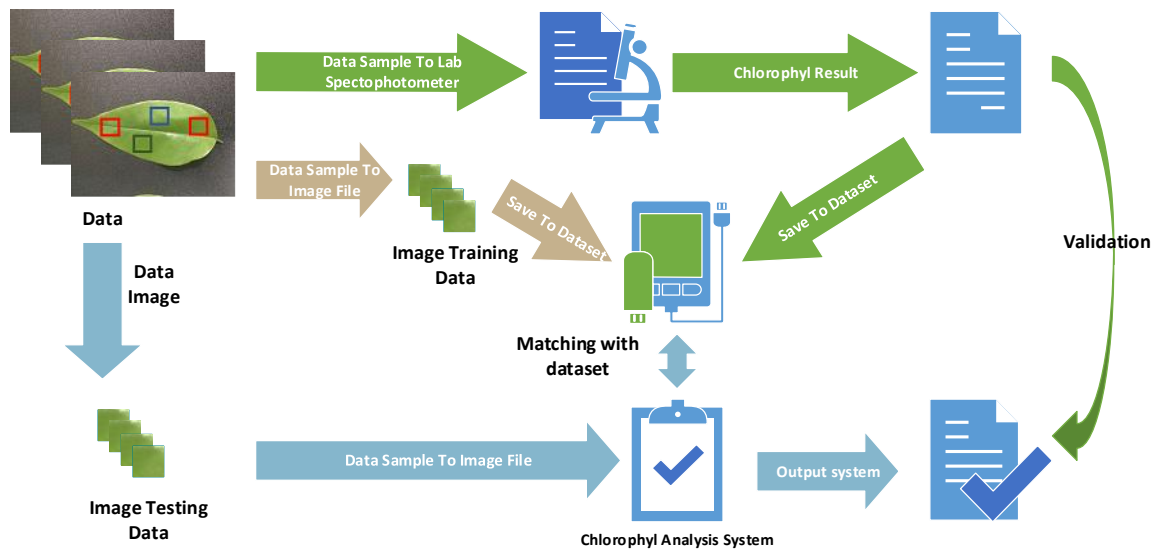 Data Sample To Lab
Spectophotometer
Chlorophyl Result
Data Sample To
Image File
Save To Dataset
Save To Dataset
Data
Image Training
Data
Validation
Data
Image
Matching with
dataset
Data Sample To Image File
Output system
Image Testing
Data
Chlorophyl Analysis System